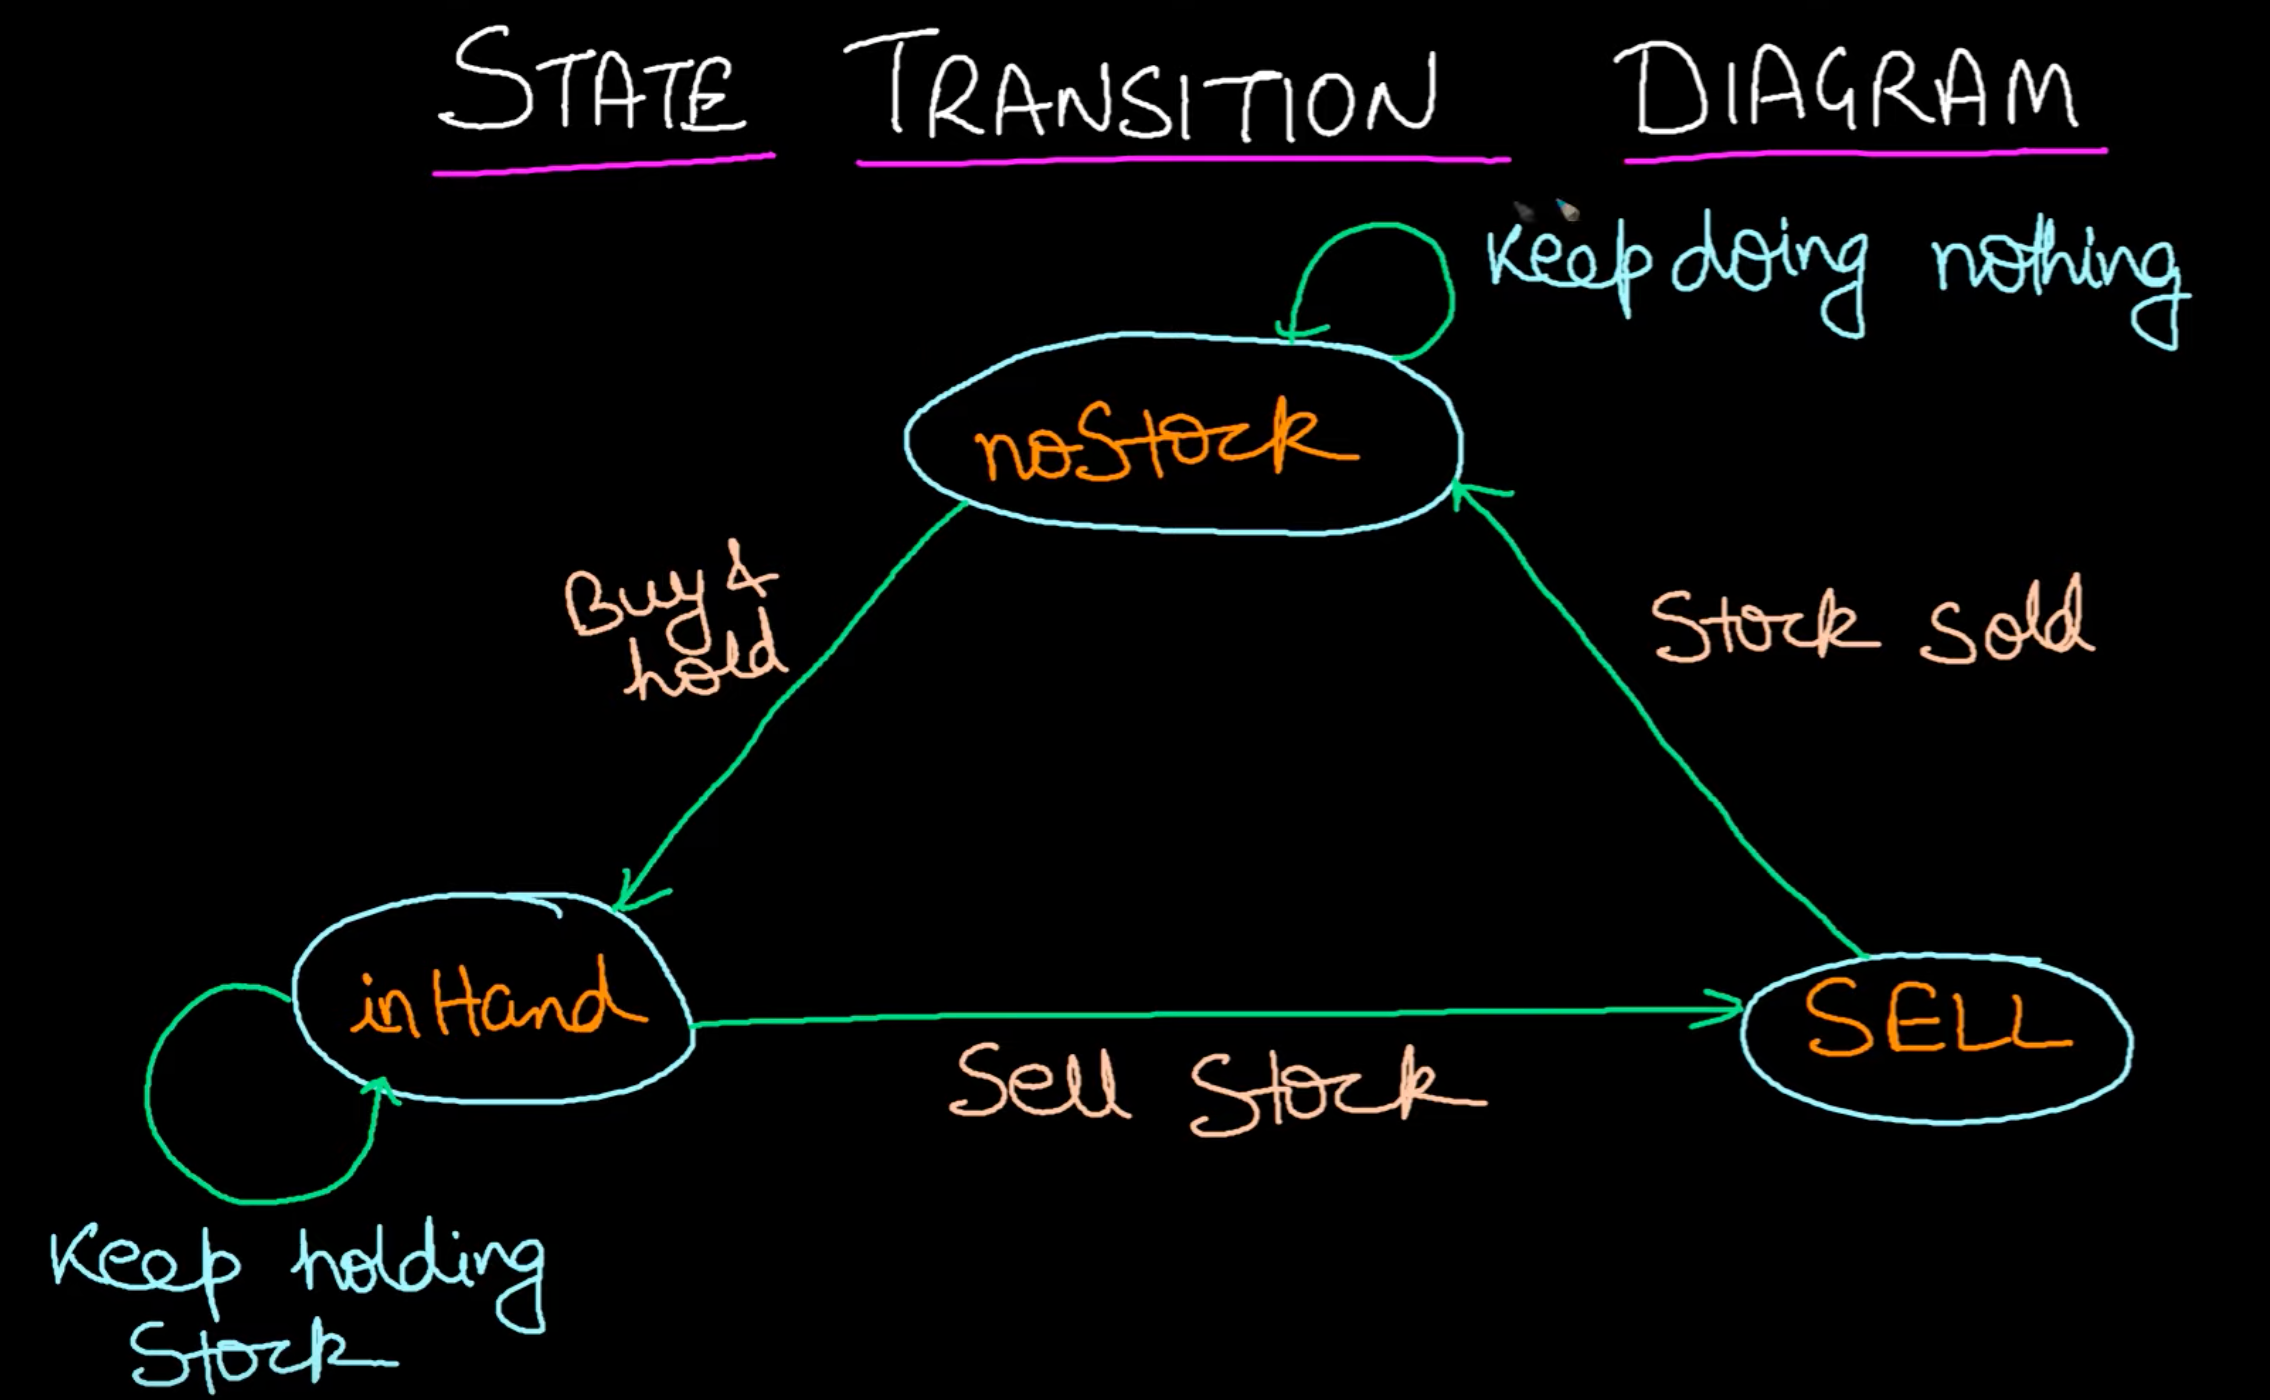 STATE TRANSITION DIAGRAM
Keep doing nothing
noStock
Buy &
hold
Stock Sold
inHand
SELL
Sell Stock
Keep holding
Stock